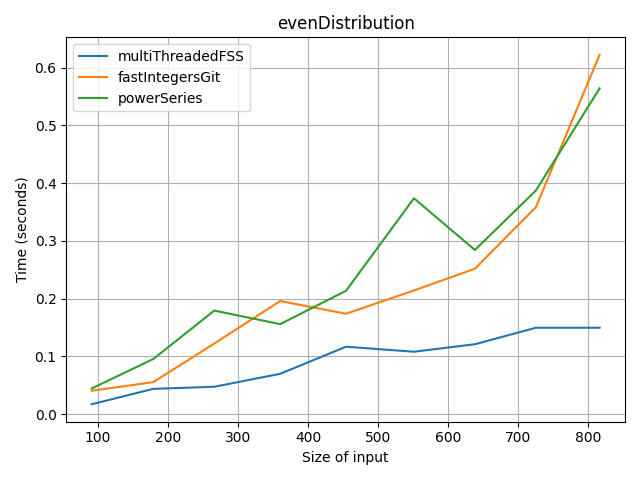 evenDistribution
multiThreadedFSS
fastIntegersGit
powerSeries
Time (seconds)
0.6
0.5
0.4
0.3
0.2
0.1
0.0
100 200 300 400 500 600 700 800
Size of input